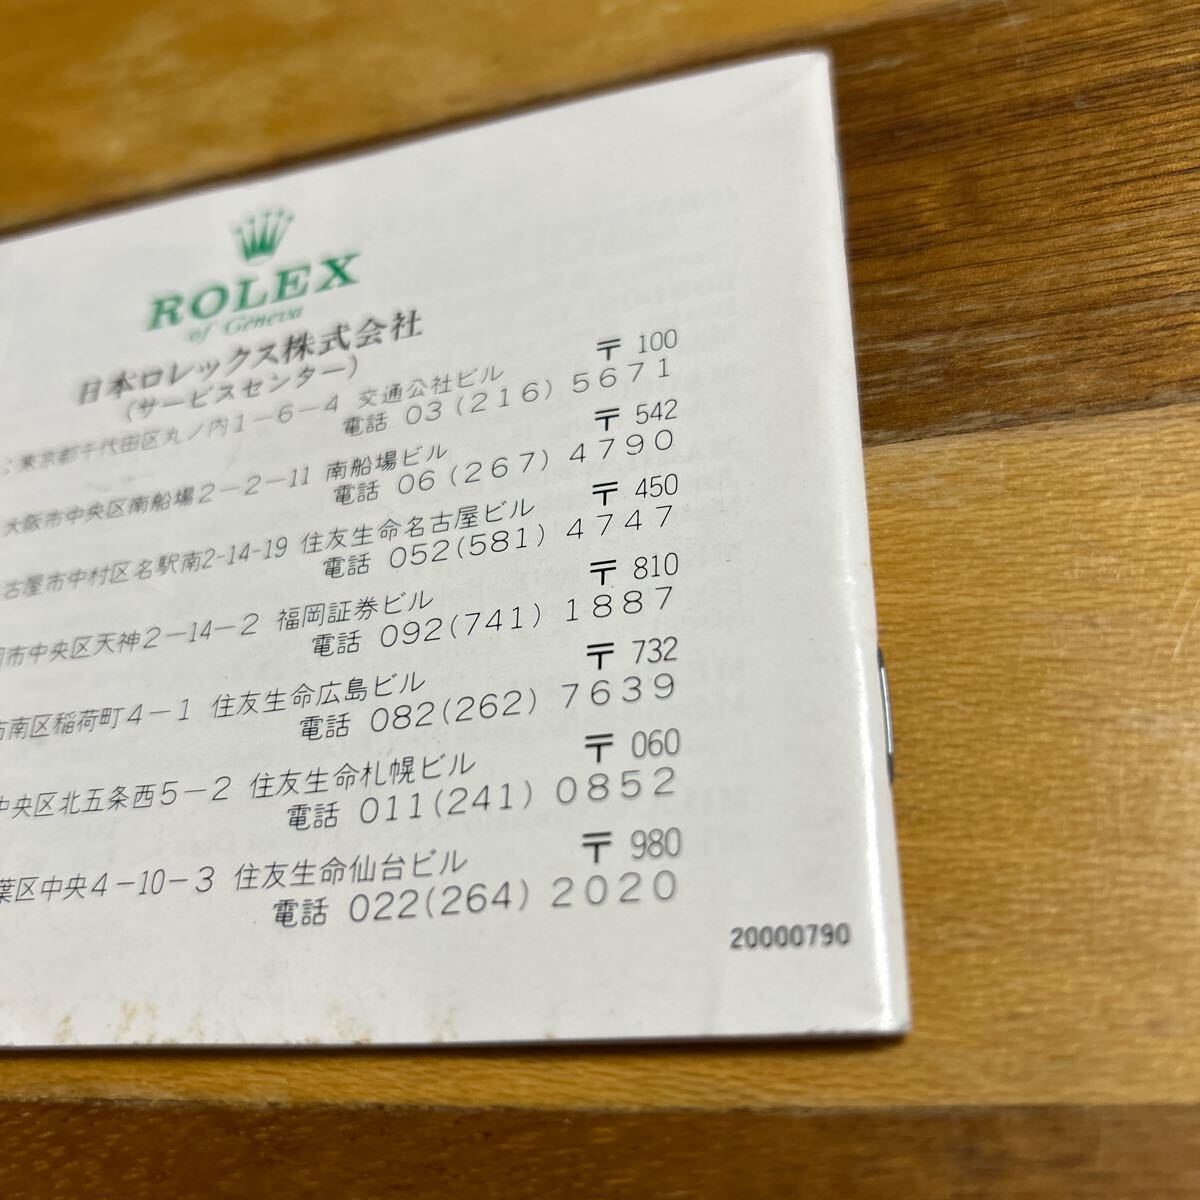 ROLEX
of Geneva
日本ロレックス株式会社
(サービスセンター)
〒100
：東京都千代田区丸ノ内1-6-4 交通公社ビル
電話 03(216)5671
〒542
大阪市中央区南船場2-2-11 南船場ビル
電話 06(267)4790
〒450
古屋市中村区名駅南2-14-19 住友生命名古屋ビル
電話 052(581)4747
〒810
市中央区天神2-14-2 福岡証券ビル
電話 092(741)1887
〒732
市南区稲荷町4-1 住友生命広島ビル
電話 082(262)7639
〒060
中央区北五条西5-2 住友生命札幌ビル
電話 011(241)0852
〒980
葉区中央4-10-3 住友生命仙台ビル
電話 022(264)2020
20000790